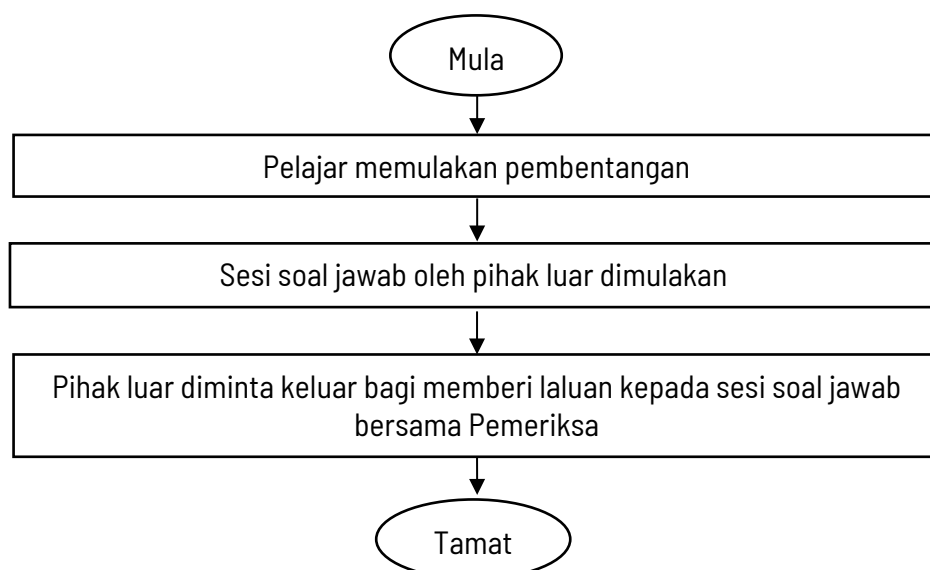 Mula
Pelajar memulakan pembentangan
Sesi soal jawab oleh pihak luar dimulakan
Pihak luar diminta keluar bagi memberi laluan kepada sesi soal jawab
bersama Pemeriksa
Tamat